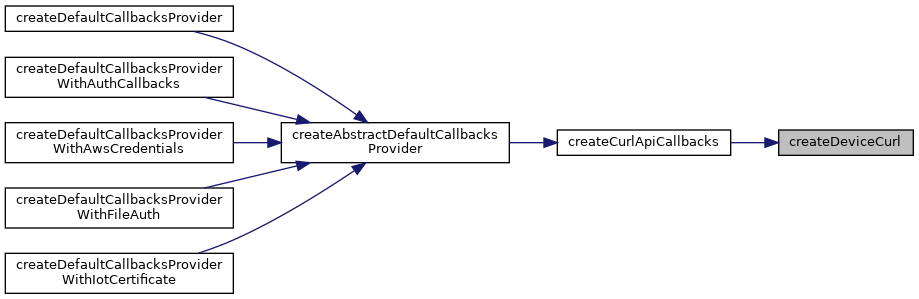 createDefaultCallbacksProvider
createDefaultCallbacksProvider
WithAuthCallbacks
createDefaultCallbacksProvider
WithAwsCredentials
createDefaultCallbacksProvider
WithFileAuth
createDefaultCallbacksProvider
WithIotCertificate
createAbstractDefaultCallbacks
Provider
createCurlApiCallbacks
createDeviceCurl